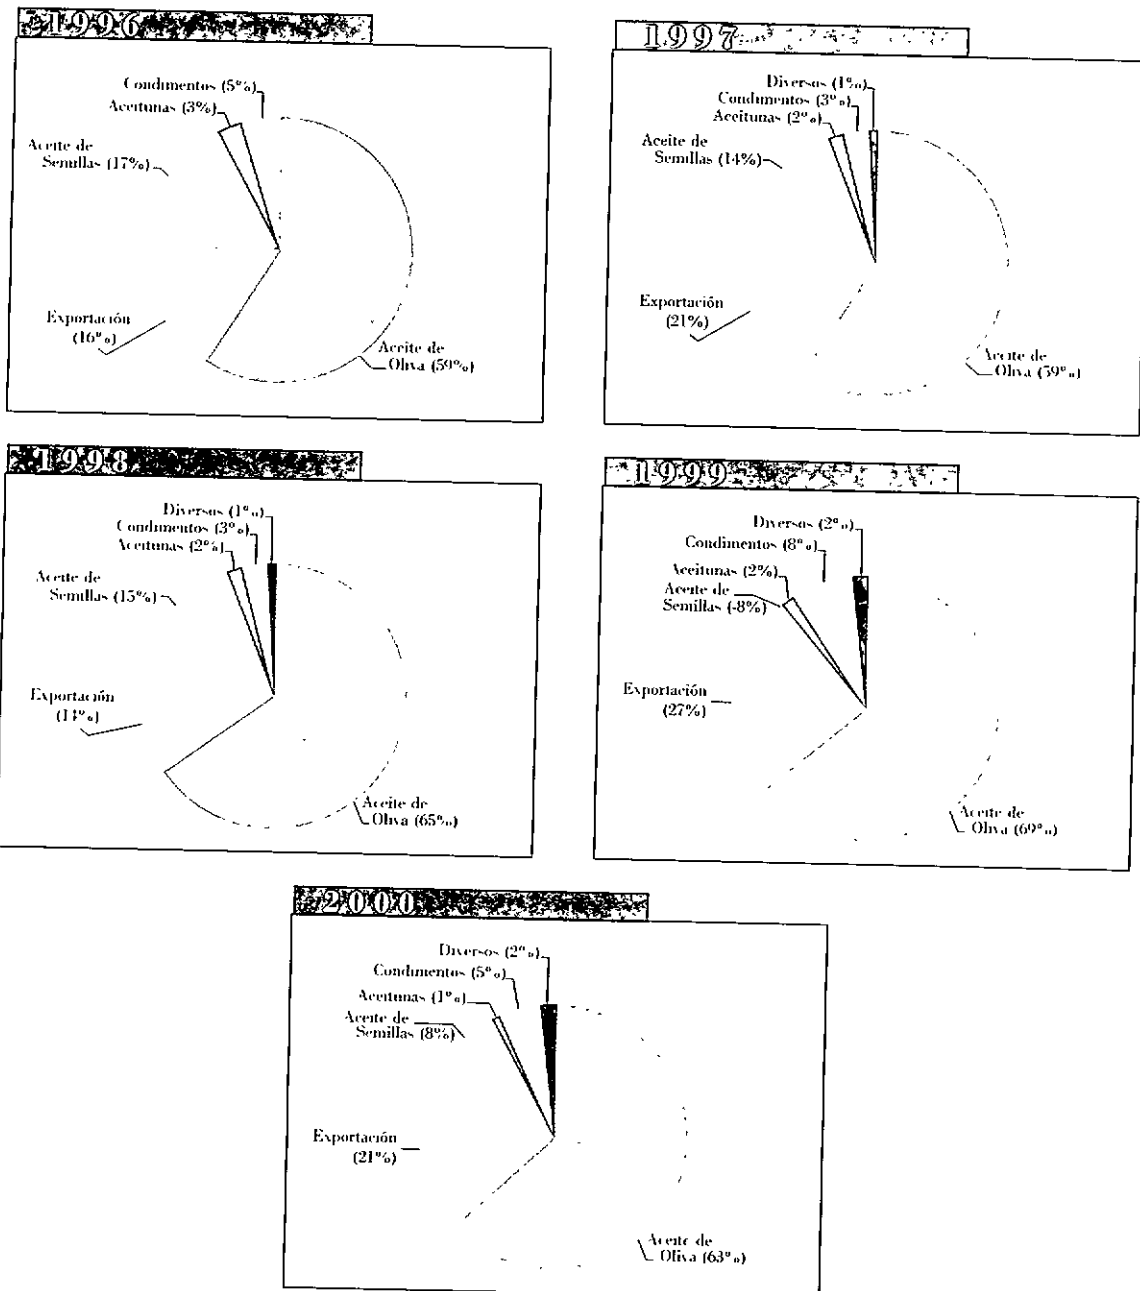 1996
Condimentos (5%)
Aceitunas (3%)
Aceite de
Semillas (17%)
Exportación
(16%)
Aceite de
Oliva (59%)
1997
Diversos (1%)
Condimentos (3%)
Aceitunas (2%)
Aceite de
Semillas (14%)
Exportación
(21%)
Aceite de
Oliva (59%)
1998
Diversos (1%)
Condimentos (3%)
Aceitunas (2%)
Aceite de
Semillas (15%)
Exportación
(14%)
Aceite de
Oliva (65%)
1999
Diversos (2%)
Condimentos (8%)
Aceitunas (2%)
Aceite de
Semillas (-8%)
Exportación
(27%)
Aceite de
Oliva (69%)
2000
Diversos (2%)
Condimentos (5%)
Aceitunas (1%)
Aceite de
Semillas (8%)
Exportación
(21%)
Aceite de
Oliva (63%)